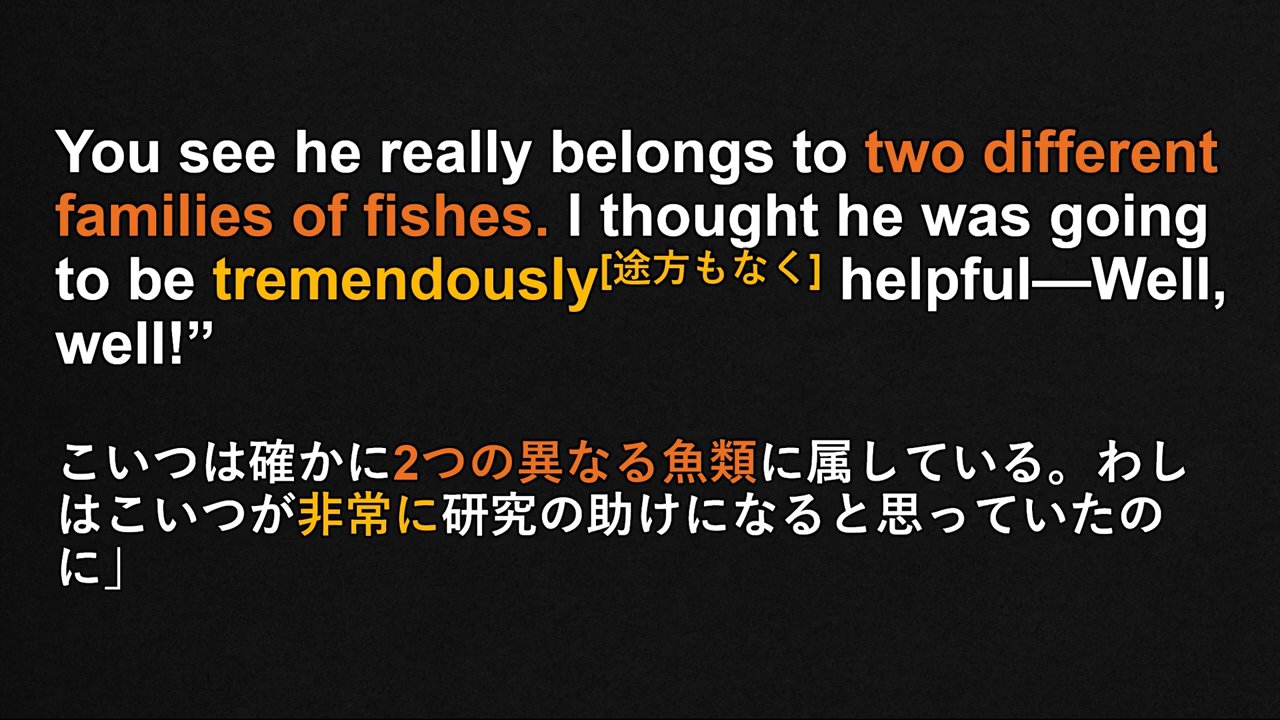 You see he really belongs to two different
families of fishes. I thought he was going
to be tremendously[途方もなく] helpful—Well,
well!”
こいつは確かに2つの異なる魚類に属している。わし
はこいつが非常に研究の助けになると思っていたの
に」